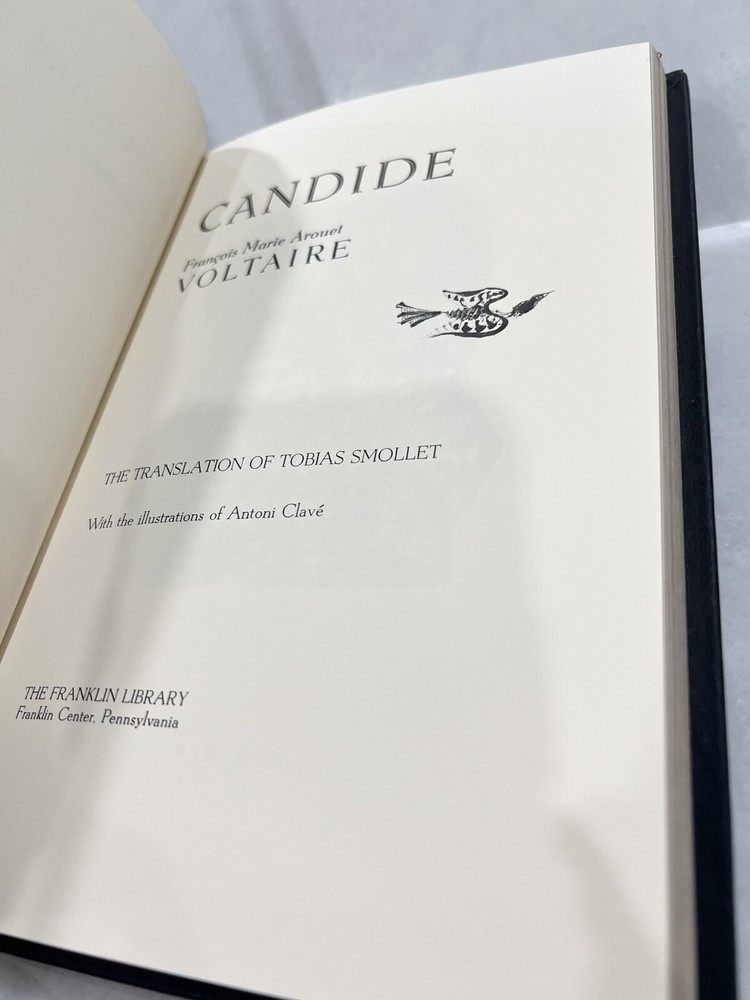 CANDIDE
François Marie Arouet
VOLTAIRE
THE TRANSLATION OF TOBIAS SMOLLET
With the illustrations of Antoni Clavé
THE FRANKLIN LIBRARY
Franklin Center, Pennsylvania